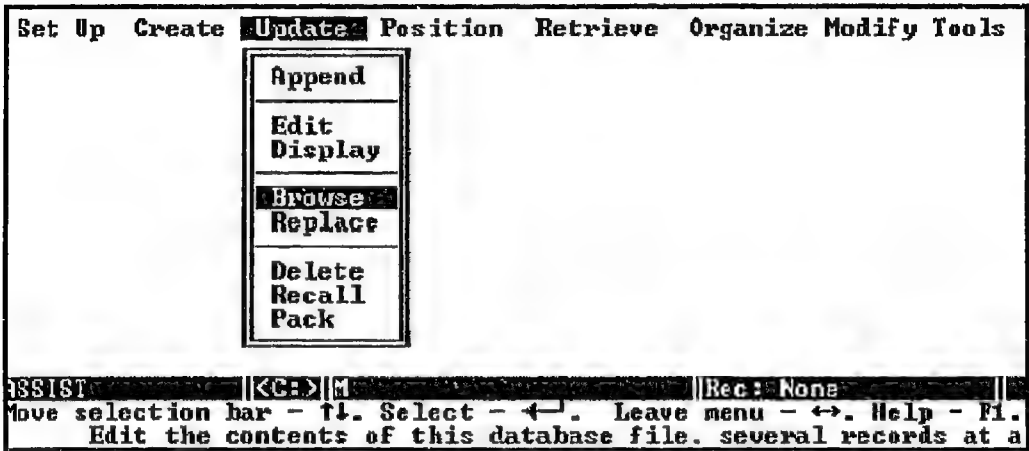 Set Up Create Update Position Retrieve Organize Modify Tools
Append
Edit
Display
Browse
Replace
Delete
Recall
Pack
ASSIST <C:> M Rec: None
Move selection bar - ↑↓. Select - ←┘. Leave menu - ↔. Help - F1.
Edit the contents of this database file. several records at a